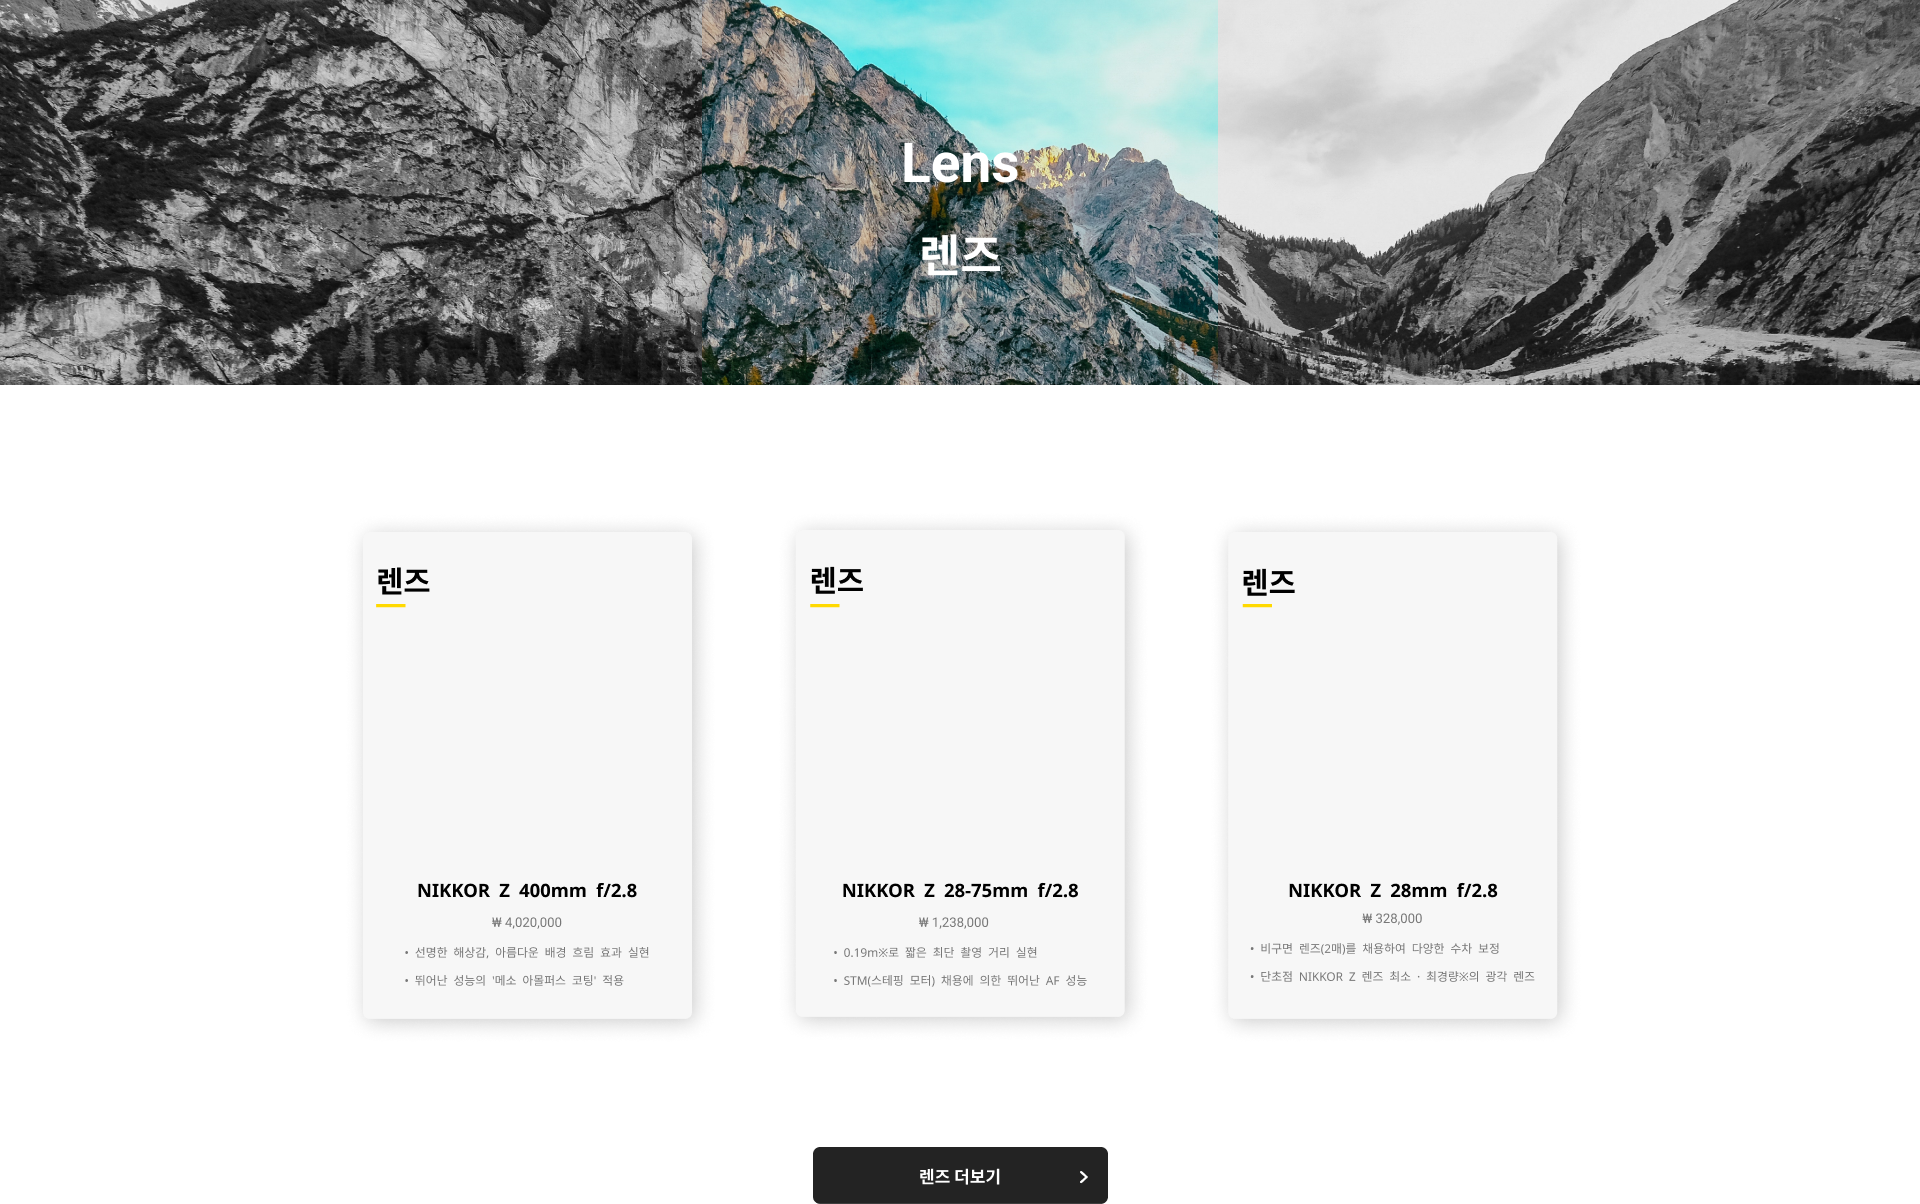 Lens
렌즈
렌즈
NIKKOR Z 400mm f/2.8
₩ 4,020,000
• 선명한 해상감, 아름다운 배경 흐림 효과 실현
• 뛰어난 성능의 '메소 아몰퍼스 코팅' 적용
렌즈
NIKKOR Z 28-75mm f/2.8
₩ 1,238,000
• 0.19m※로 짧은 최단 촬영 거리 실현
• STM(스테핑 모터) 채용에 의한 뛰어난 AF 성능
렌즈
NIKKOR Z 28mm f/2.8
₩ 328,000
• 비구면 렌즈(2매)를 채용하여 다양한 수차 보정
• 단초점 NIKKOR Z 렌즈 최소 · 최경량※의 광각 렌즈
렌즈 더보기